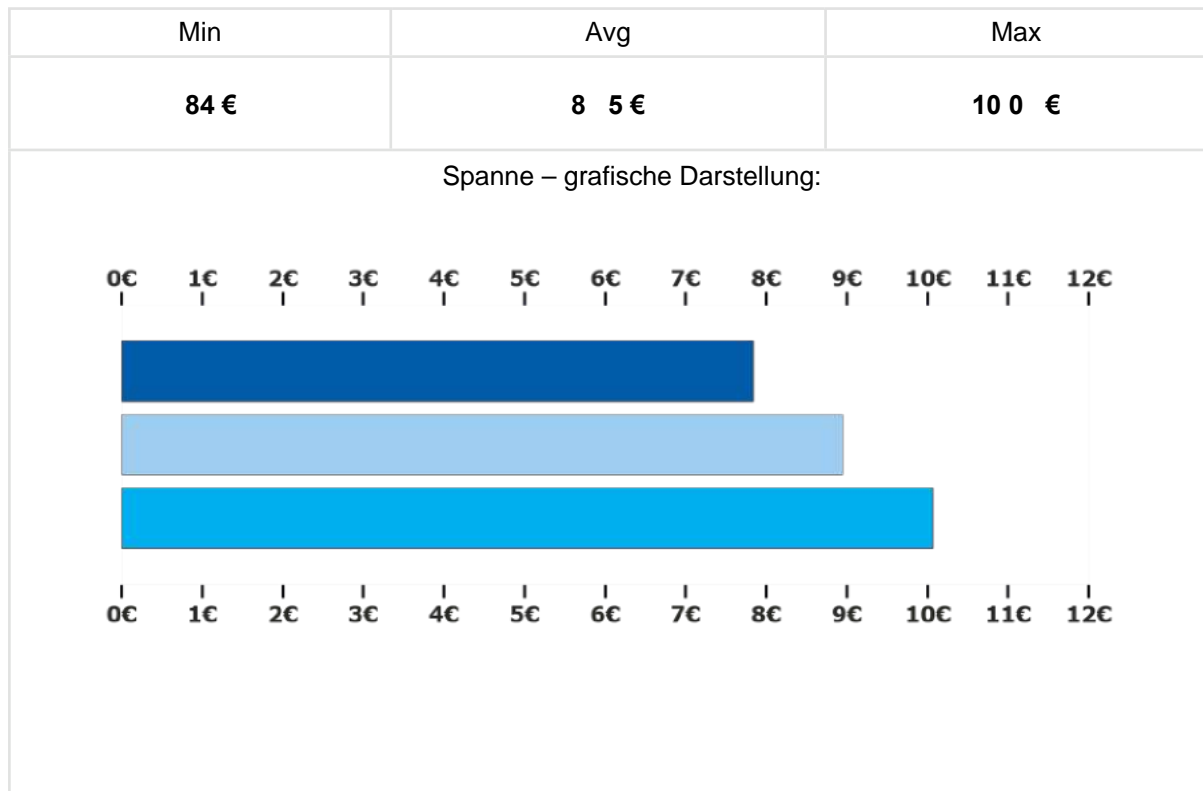 Min Avg Max
84 € 8 5 € 10 0 €
Spanne – grafische Darstellung:
0€ 1€ 2€ 3€ 4€ 5€ 6€ 7€ 8€ 9€ 10€ 11€ 12€
0€ 1€ 2€ 3€ 4€ 5€ 6€ 7€ 8€ 9€ 10€ 11€ 12€